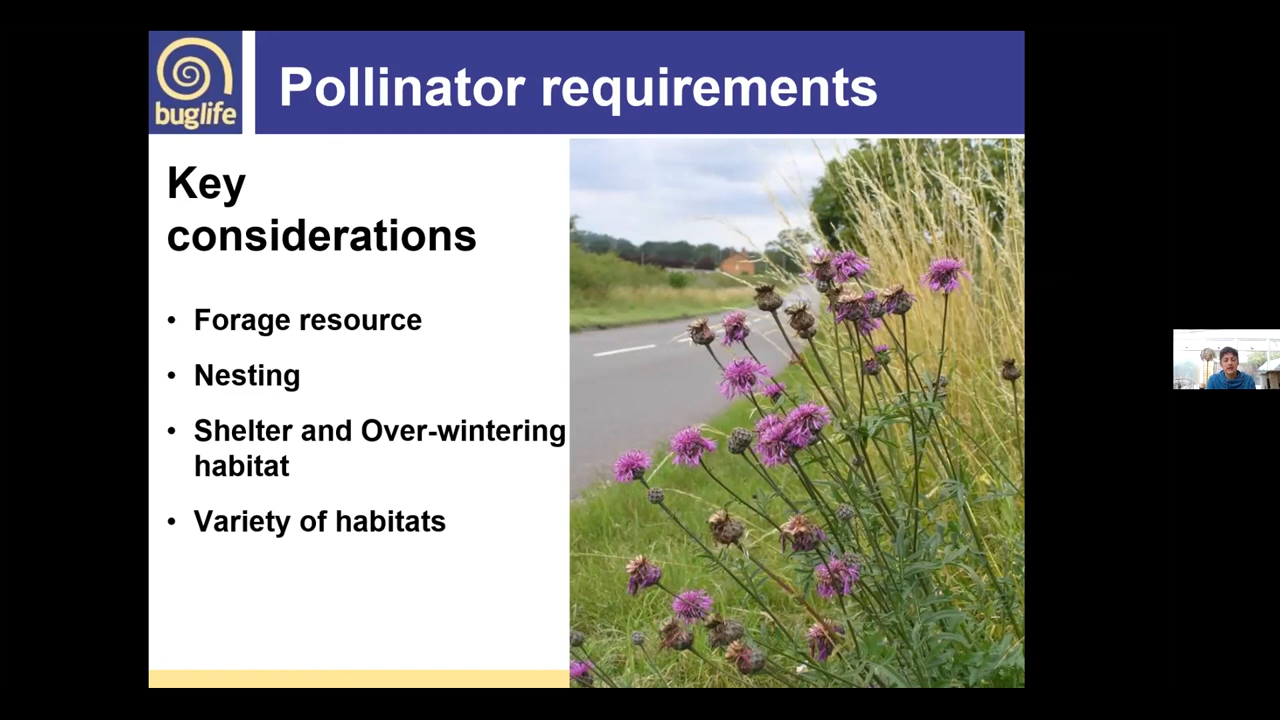 buglife
Pollinator requirements
Key
considerations
• Forage resource
• Nesting
• Shelter and Over-wintering
habitat
• Variety of habitats